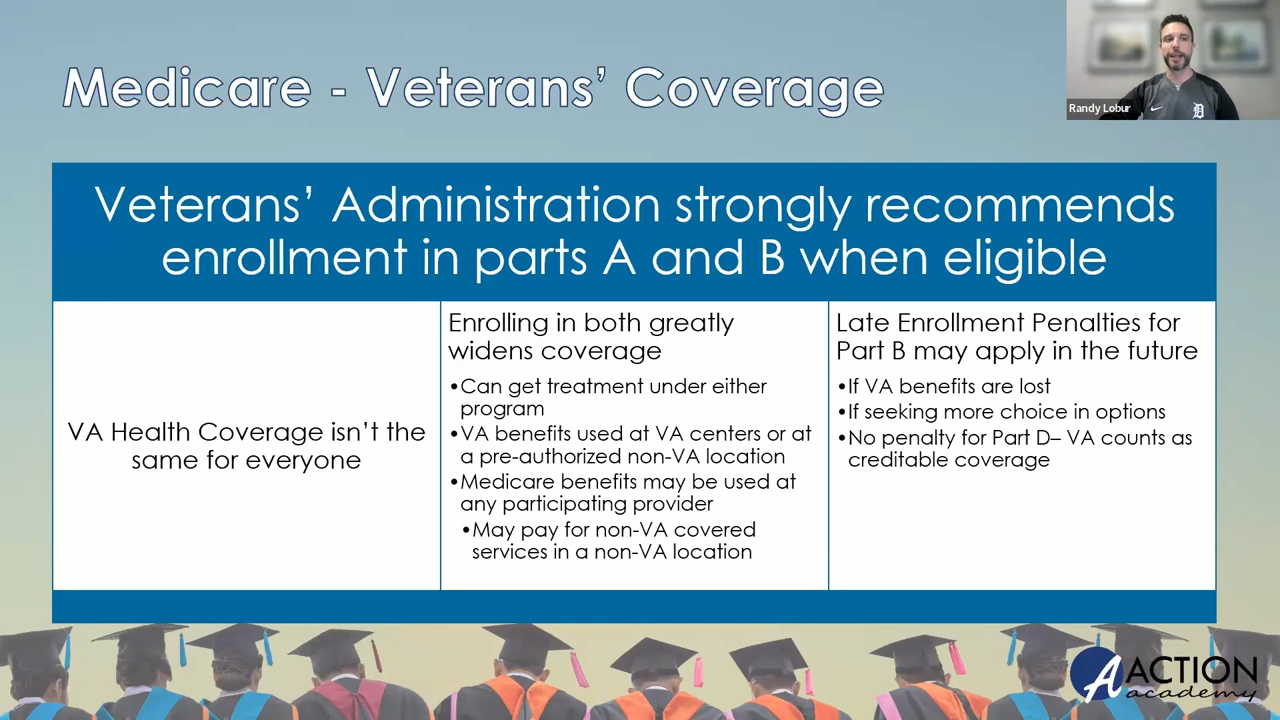 Medicare - Veterans’ Coverage
Randy Lobur
D
Veterans’ Administration strongly recommends
enrollment in parts A and B when eligible
VA Health Coverage isn’t the
same for everyone
Enrolling in both greatly
widens coverage
•Can get treatment under either
program
•VA benefits used at VA centers or at
a pre-authorized non-VA location
•Medicare benefits may be used at
any participating provider
•May pay for non-VA covered
services in a non-VA location
Late Enrollment Penalties for
Part B may apply in the future
•If VA benefits are lost
•If seeking more choice in options
•No penalty for Part D– VA counts as
creditable coverage
A ACTION
academy